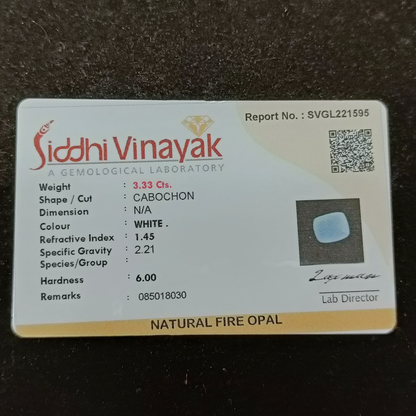 Report No. : SVGL221595
Siddhi Vinayak
A GEMOLOGICAL LABORATORY
Weight : 3.33 Cts.
Shape / Cut : CABOCHON
Dimension : N/A
Colour : WHITE .
Refractive Index : 1.45
Specific Gravity : 2.21
Species/Group :
Hardness : 6.00
Remarks : 085018030
Lab Director
NATURAL FIRE OPAL